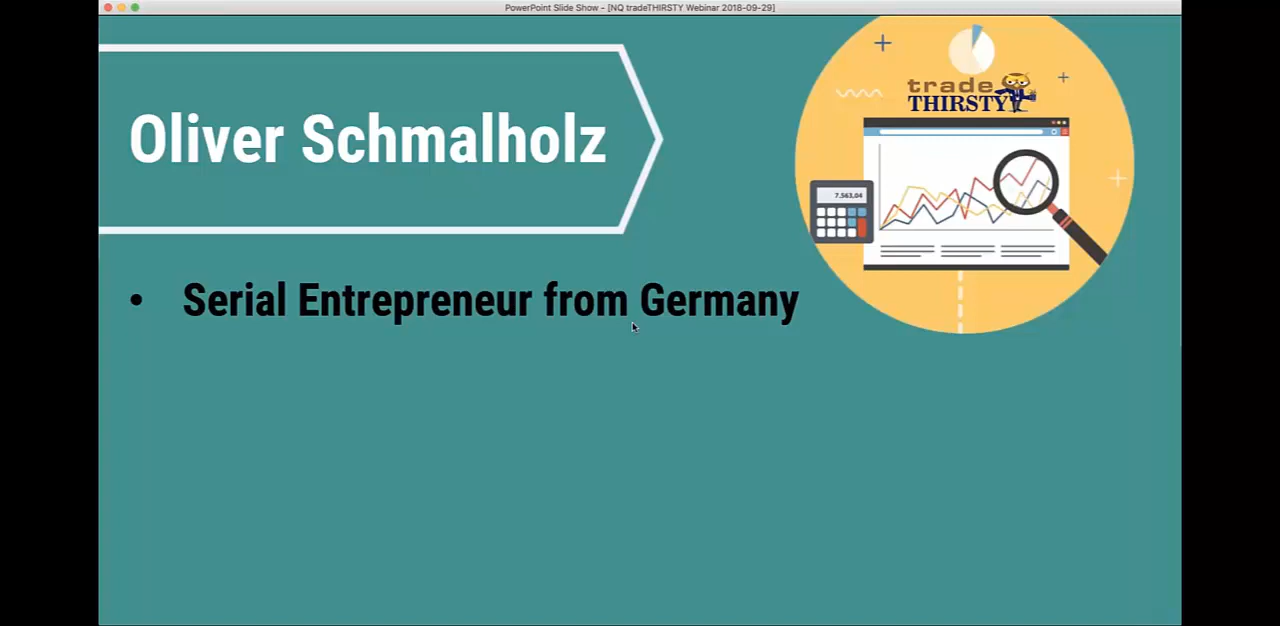 PowerPoint Slide Show - [NQ tradeTHIRSTY Webinar 2018-09-29]
trade
THIRSTY
Oliver Schmalholz
7.563,04
• Serial Entrepreneur from Germany